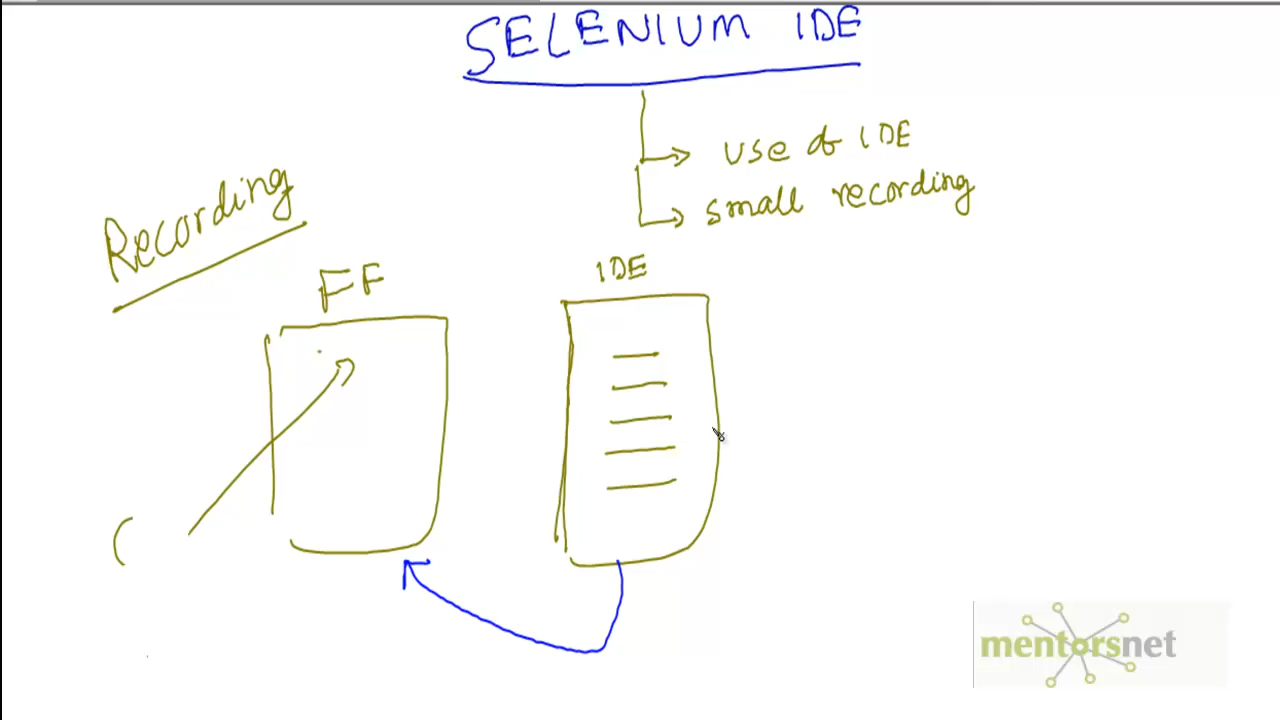 SELENIUM IDE
use of IDE
small recording
Recording
FF
IDE
mentorsnet